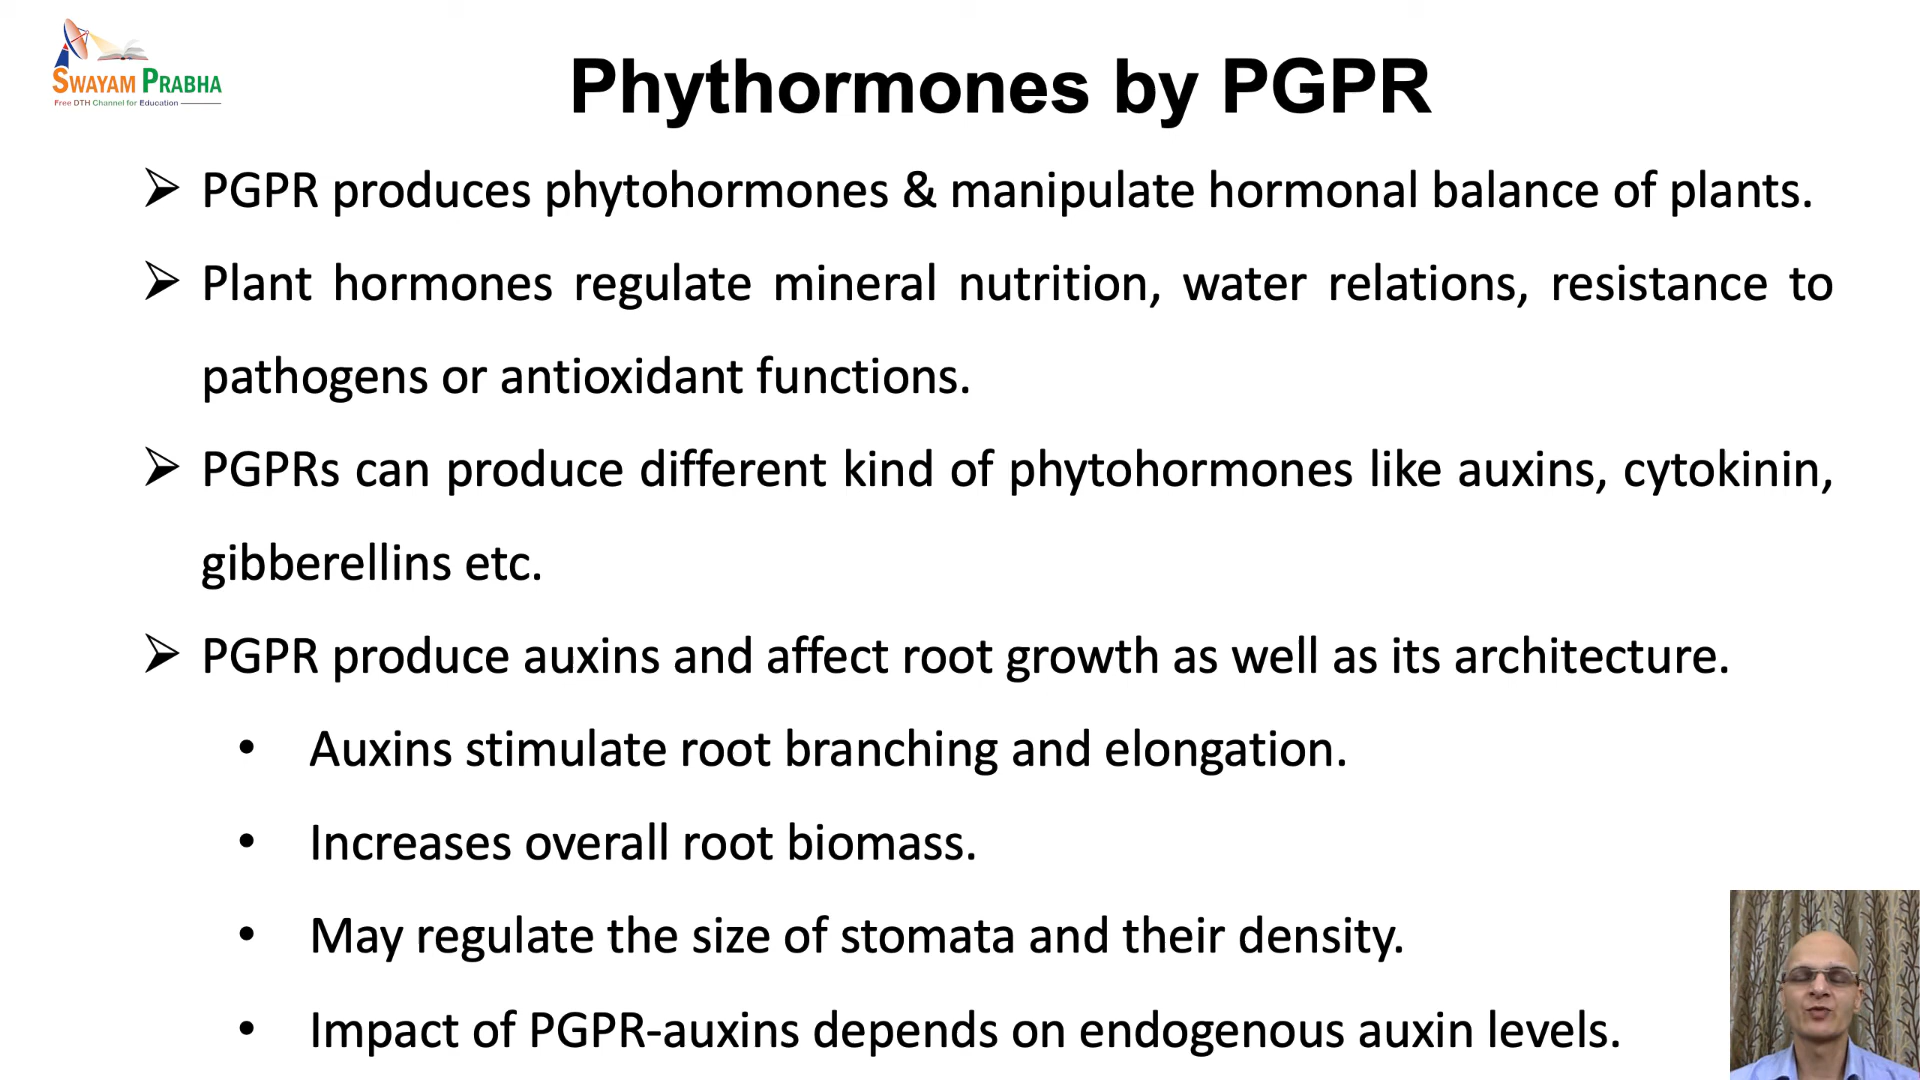 SWAYAM PRABHA
Free DTH Channel for Education
Phythormones by PGPR
➢ PGPR produces phytohormones & manipulate hormonal balance of plants.
➢ Plant hormones regulate mineral nutrition, water relations, resistance to
pathogens or antioxidant functions.
➢ PGPRs can produce different kind of phytohormones like auxins, cytokinin,
gibberellins etc.
➢ PGPR produce auxins and affect root growth as well as its architecture.
• Auxins stimulate root branching and elongation.
• Increases overall root biomass.
• May regulate the size of stomata and their density.
• Impact of PGPR-auxins depends on endogenous auxin levels.